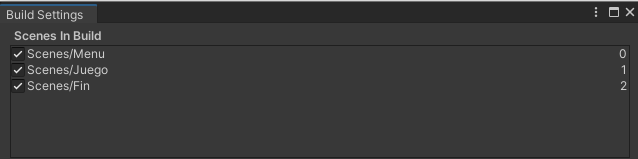 Build Settings
Scenes In Build
Scenes/Menu 0
Scenes/Juego 1
Scenes/Fin 2